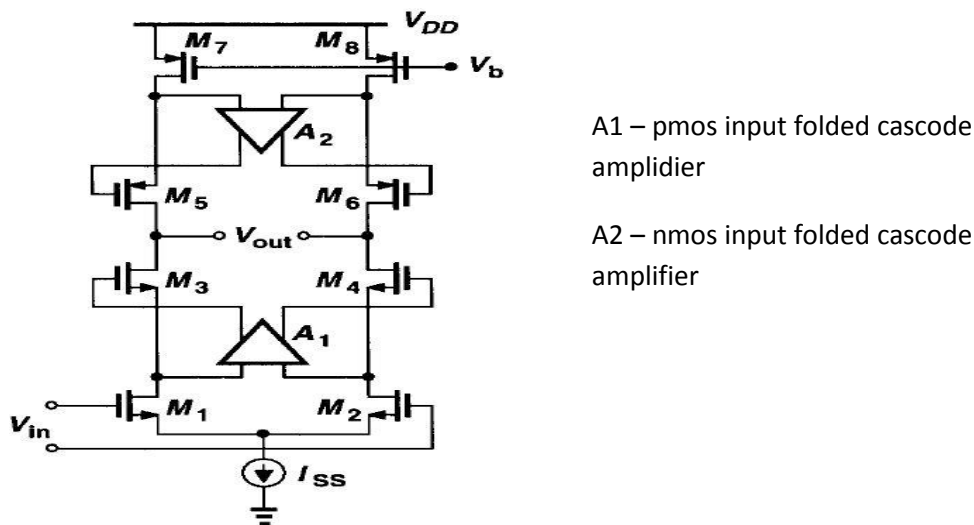 VDD
M7
M8
Vb
A2
M5
M6
Vout
M3
M4
A1
M1
M2
Vin
ISS
A1 – pmos input folded cascode
amplidier
A2 – nmos input folded cascode
amplifier